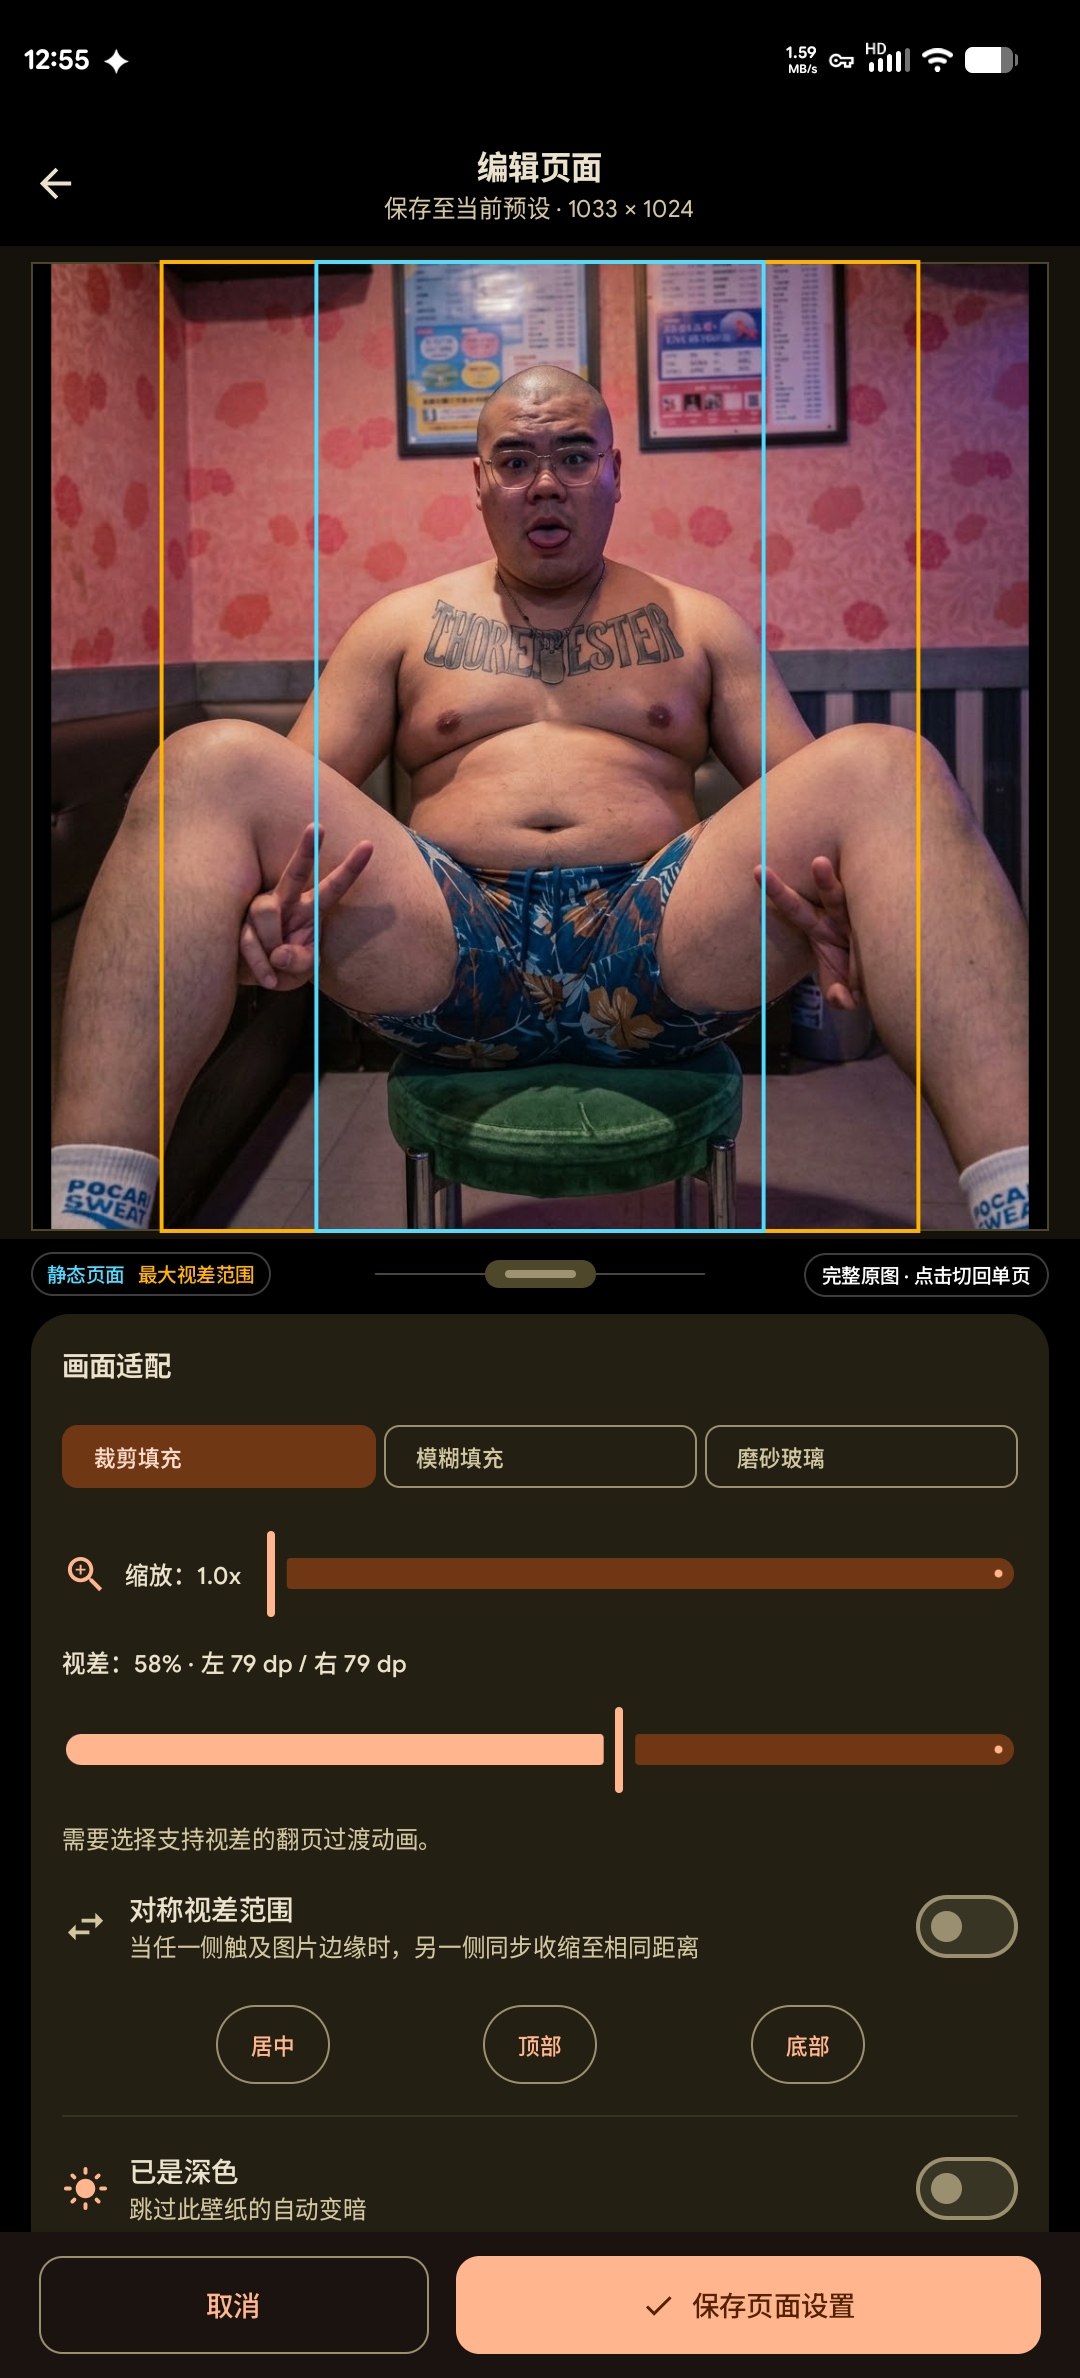 12:55
1.59
MB/s
HD
编辑页面
保存至当前预设 · 1033 × 1024
POCARI
SWEAT
静态页面 最大视差范围
完整原图 · 点击切回单页
画面适配
裁剪填充
模糊填充
磨砂玻璃
缩放：1.0x
视差：58% · 左 79 dp / 右 79 dp
需要选择支持视差的翻页过渡动画。
对称视差范围
当任一侧触及图片边缘时，另一侧同步收缩至相同距离
居中
顶部
底部
已是深色
跳过此壁纸的自动变暗
取消
保存页面设置